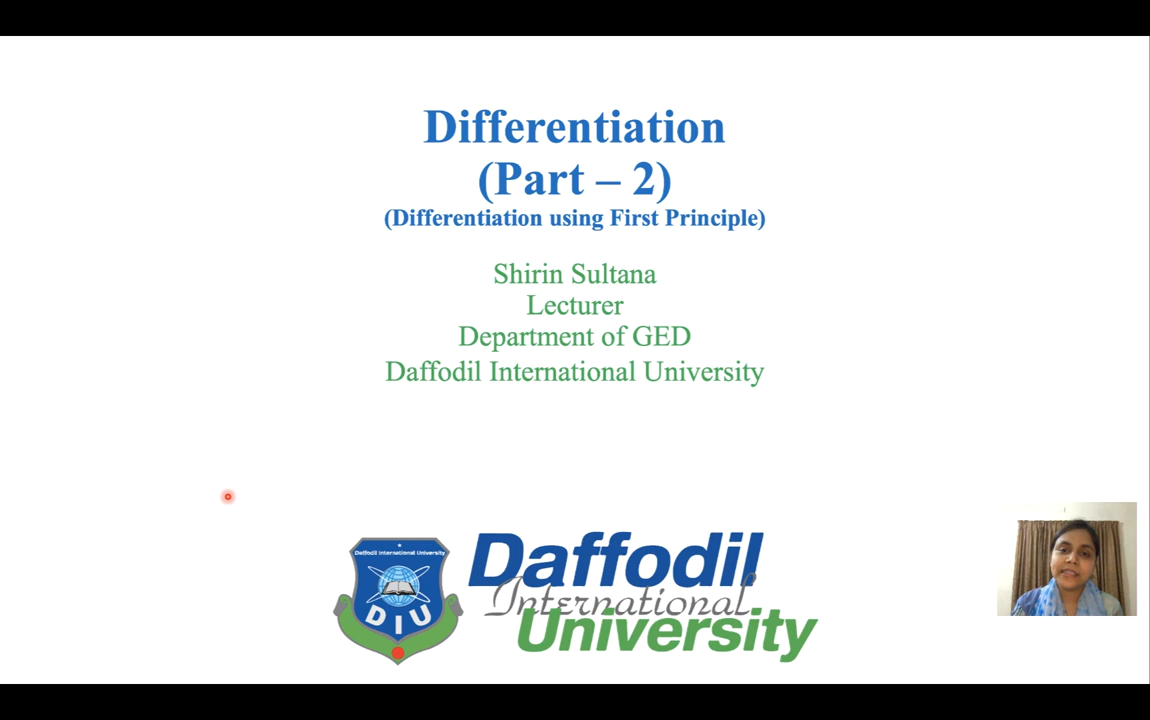 Differentiation
(Part – 2)
(Differentiation using First Principle)
Shirin Sultana
Lecturer
Department of GED
Daffodil International University
Daffodil International University
DIU
Daffodil
International
University